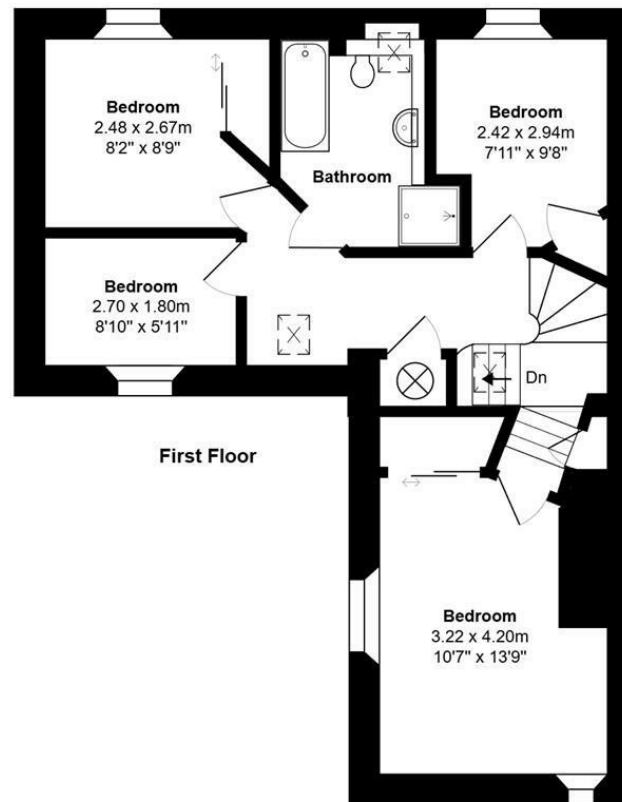 Bedroom
2.48 x 2.67m
8'2" x 8'9"
Bathroom
Bedroom
2.42 x 2.94m
7'11" x 9'8"
Bedroom
2.70 x 1.80m
8'10" x 5'11"
Dn
First Floor
Bedroom
3.22 x 4.20m
10'7" x 13'9"